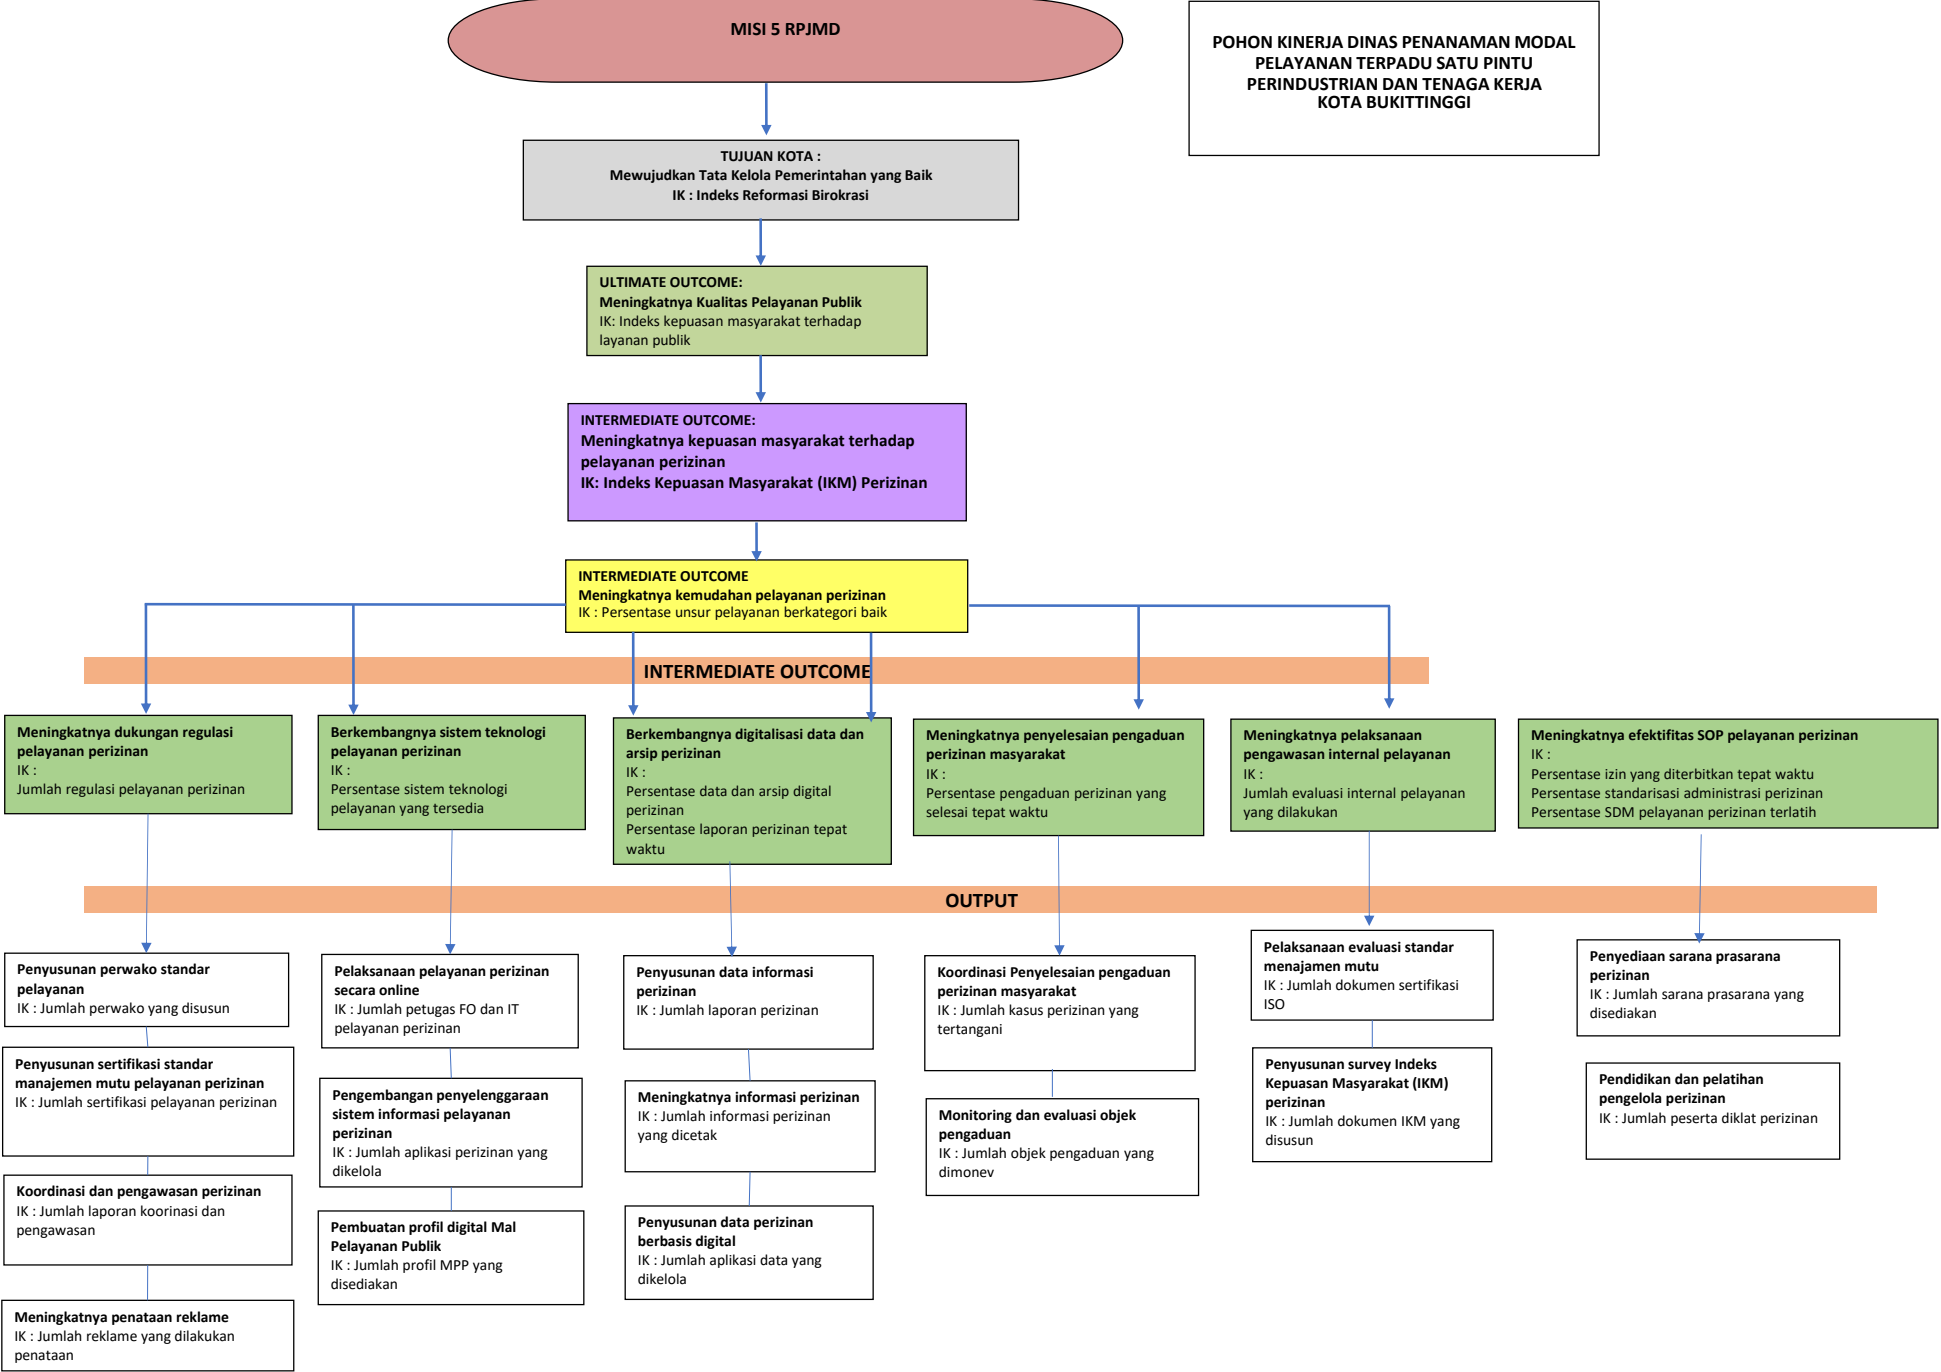 MISI 5 RPJMD
POHON KINERJA DINAS PENANAMAN MODAL
PELAYANAN TERPADU SATU PINTU
PERINDUSTRIAN DAN TENAGA KERJA
KOTA BUKITTINGGI
TUJUAN KOTA :
Mewujudkan Tata Kelola Pemerintahan yang Baik
IK : Indeks Reformasi Birokrasi
ULTIMATE OUTCOME:
Meningkatnya Kualitas Pelayanan Publik
IK: Indeks kepuasan masyarakat terhadap
layanan publik
INTERMEDIATE OUTCOME:
Meningkatnya kepuasan masyarakat terhadap
pelayanan perizinan
IK: Indeks Kepuasan Masyarakat (IKM) Perizinan
INTERMEDIATE OUTCOME
Meningkatnya kemudahan pelayanan perizinan
IK : Persentase unsur pelayanan berkategori baik
INTERMEDIATE OUTCOME
Meningkatnya dukungan regulasi
pelayanan perizinan
IK :
Jumlah regulasi pelayanan perizinan
Berkembangnya sistem teknologi
pelayanan perizinan
IK :
Persentase sistem teknologi
pelayanan yang tersedia
Berkembangnya digitalisasi data dan
arsip perizinan
IK :
Persentase data dan arsip digital
perizinan
Persentase laporan perizinan tepat
waktu
Meningkatnya penyelesaian pengaduan
perizinan masyarakat
IK :
Persentase pengaduan perizinan yang
selesai tepat waktu
Meningkatnya pelaksanaan
pengawasan internal pelayanan
IK :
Jumlah evaluasi internal pelayanan
yang dilakukan
Meningkatnya efektifitas SOP pelayanan perizinan
IK :
Persentase izin yang diterbitkan tepat waktu
Persentase standarisasi administrasi perizinan
Persentase SDM pelayanan perizinan terlatih
OUTPUT
Penyusunan perwako standar
pelayanan
IK : Jumlah perwako yang disusun
Penyusunan sertifikasi standar
manajemen mutu pelayanan perizinan
IK : Jumlah sertifikasi pelayanan perizinan
Koordinasi dan pengawasan perizinan
IK : Jumlah laporan koorinasi dan
pengawasan
Meningkatnya penataan reklame
IK : Jumlah reklame yang dilakukan
penataan
Pelaksanaan pelayanan perizinan
secara online
IK : Jumlah petugas FO dan IT
pelayanan perizinan
Pengembangan penyelenggaraan
sistem informasi pelayanan
perizinan
IK : Jumlah aplikasi perizinan yang
dikelola
Pembuatan profil digital Mal
Pelayanan Publik
IK : Jumlah profil MPP yang
disediakan
Penyusunan data informasi
perizinan
IK : Jumlah laporan perizinan
Meningkatnya informasi perizinan
IK : Jumlah informasi perizinan
yang dicetak
Penyusunan data perizinan
berbasis digital
IK : Jumlah aplikasi data yang
dikelola
Koordinasi Penyelesaian pengaduan
perizinan masyarakat
IK : Jumlah kasus perizinan yang
tertangani
Monitoring dan evaluasi objek
pengaduan
IK : Jumlah objek pengaduan yang
dimonev
Pelaksanaan evaluasi standar
menajamen mutu
IK : Jumlah dokumen sertifikasi
ISO
Penyusunan survey Indeks
Kepuasan Masyarakat (IKM)
perizinan
IK : Jumlah dokumen IKM yang
disusun
Penyediaan sarana prasarana
perizinan
IK : Jumlah sarana prasarana yang
disediakan
Pendidikan dan pelatihan
pengelola perizinan
IK : Jumlah peserta diklat perizinan